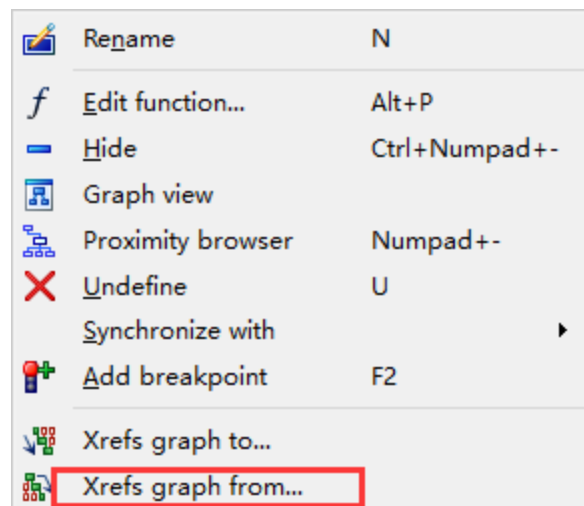 Rename N
Edit function... Alt+P
Hide Ctrl+Numpad+-
Graph view
Proximity browser Numpad+-
Undefine U
Synchronize with
Add breakpoint F2
Xrefs graph to...
Xrefs graph from...